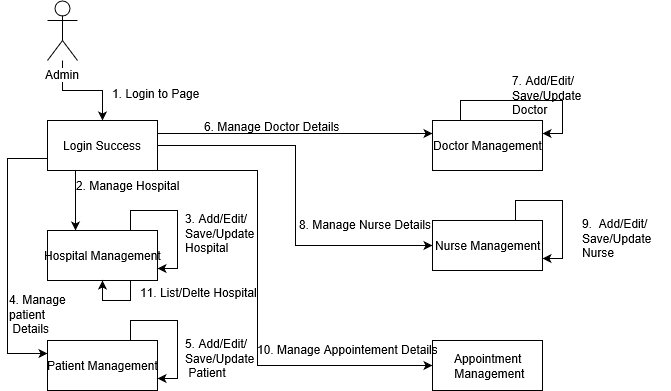 Admin
1. Login to Page
7. Add/Edit/
Save/Update
Doctor
6. Manage Doctor Details
Login Success
Doctor Management
2. Manage Hospital
3. Add/Edit/
Save/Update
Hospital
8. Manage Nurse Details
9.  Add/Edit/
Save/Update
Nurse
Hospital Management
Nurse Management
11. List/Delte Hospital
4. Manage
patient
Details
5. Add/Edit/
Save/Update
Patient
10. Manage Appointement Details
Patient Management
Appointment
Management